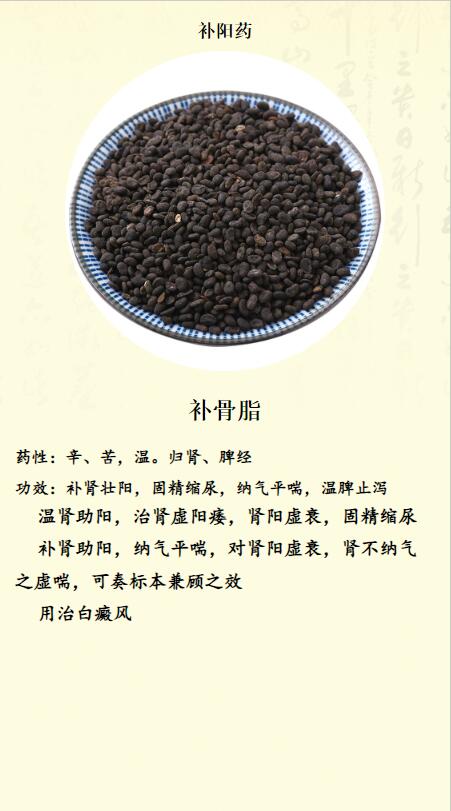 补阳药
补骨脂
药性：辛、苦，温。归肾、脾经
功效：补肾壮阳，固精缩尿，纳气平喘，温脾止泻
温肾助阳，治肾虚阳痿，肾阳虚衰，固精缩尿
补肾助阳，纳气平喘，对肾阳虚衰，肾不纳气
之虚喘，可奏标本兼顾之效
用治白癜风